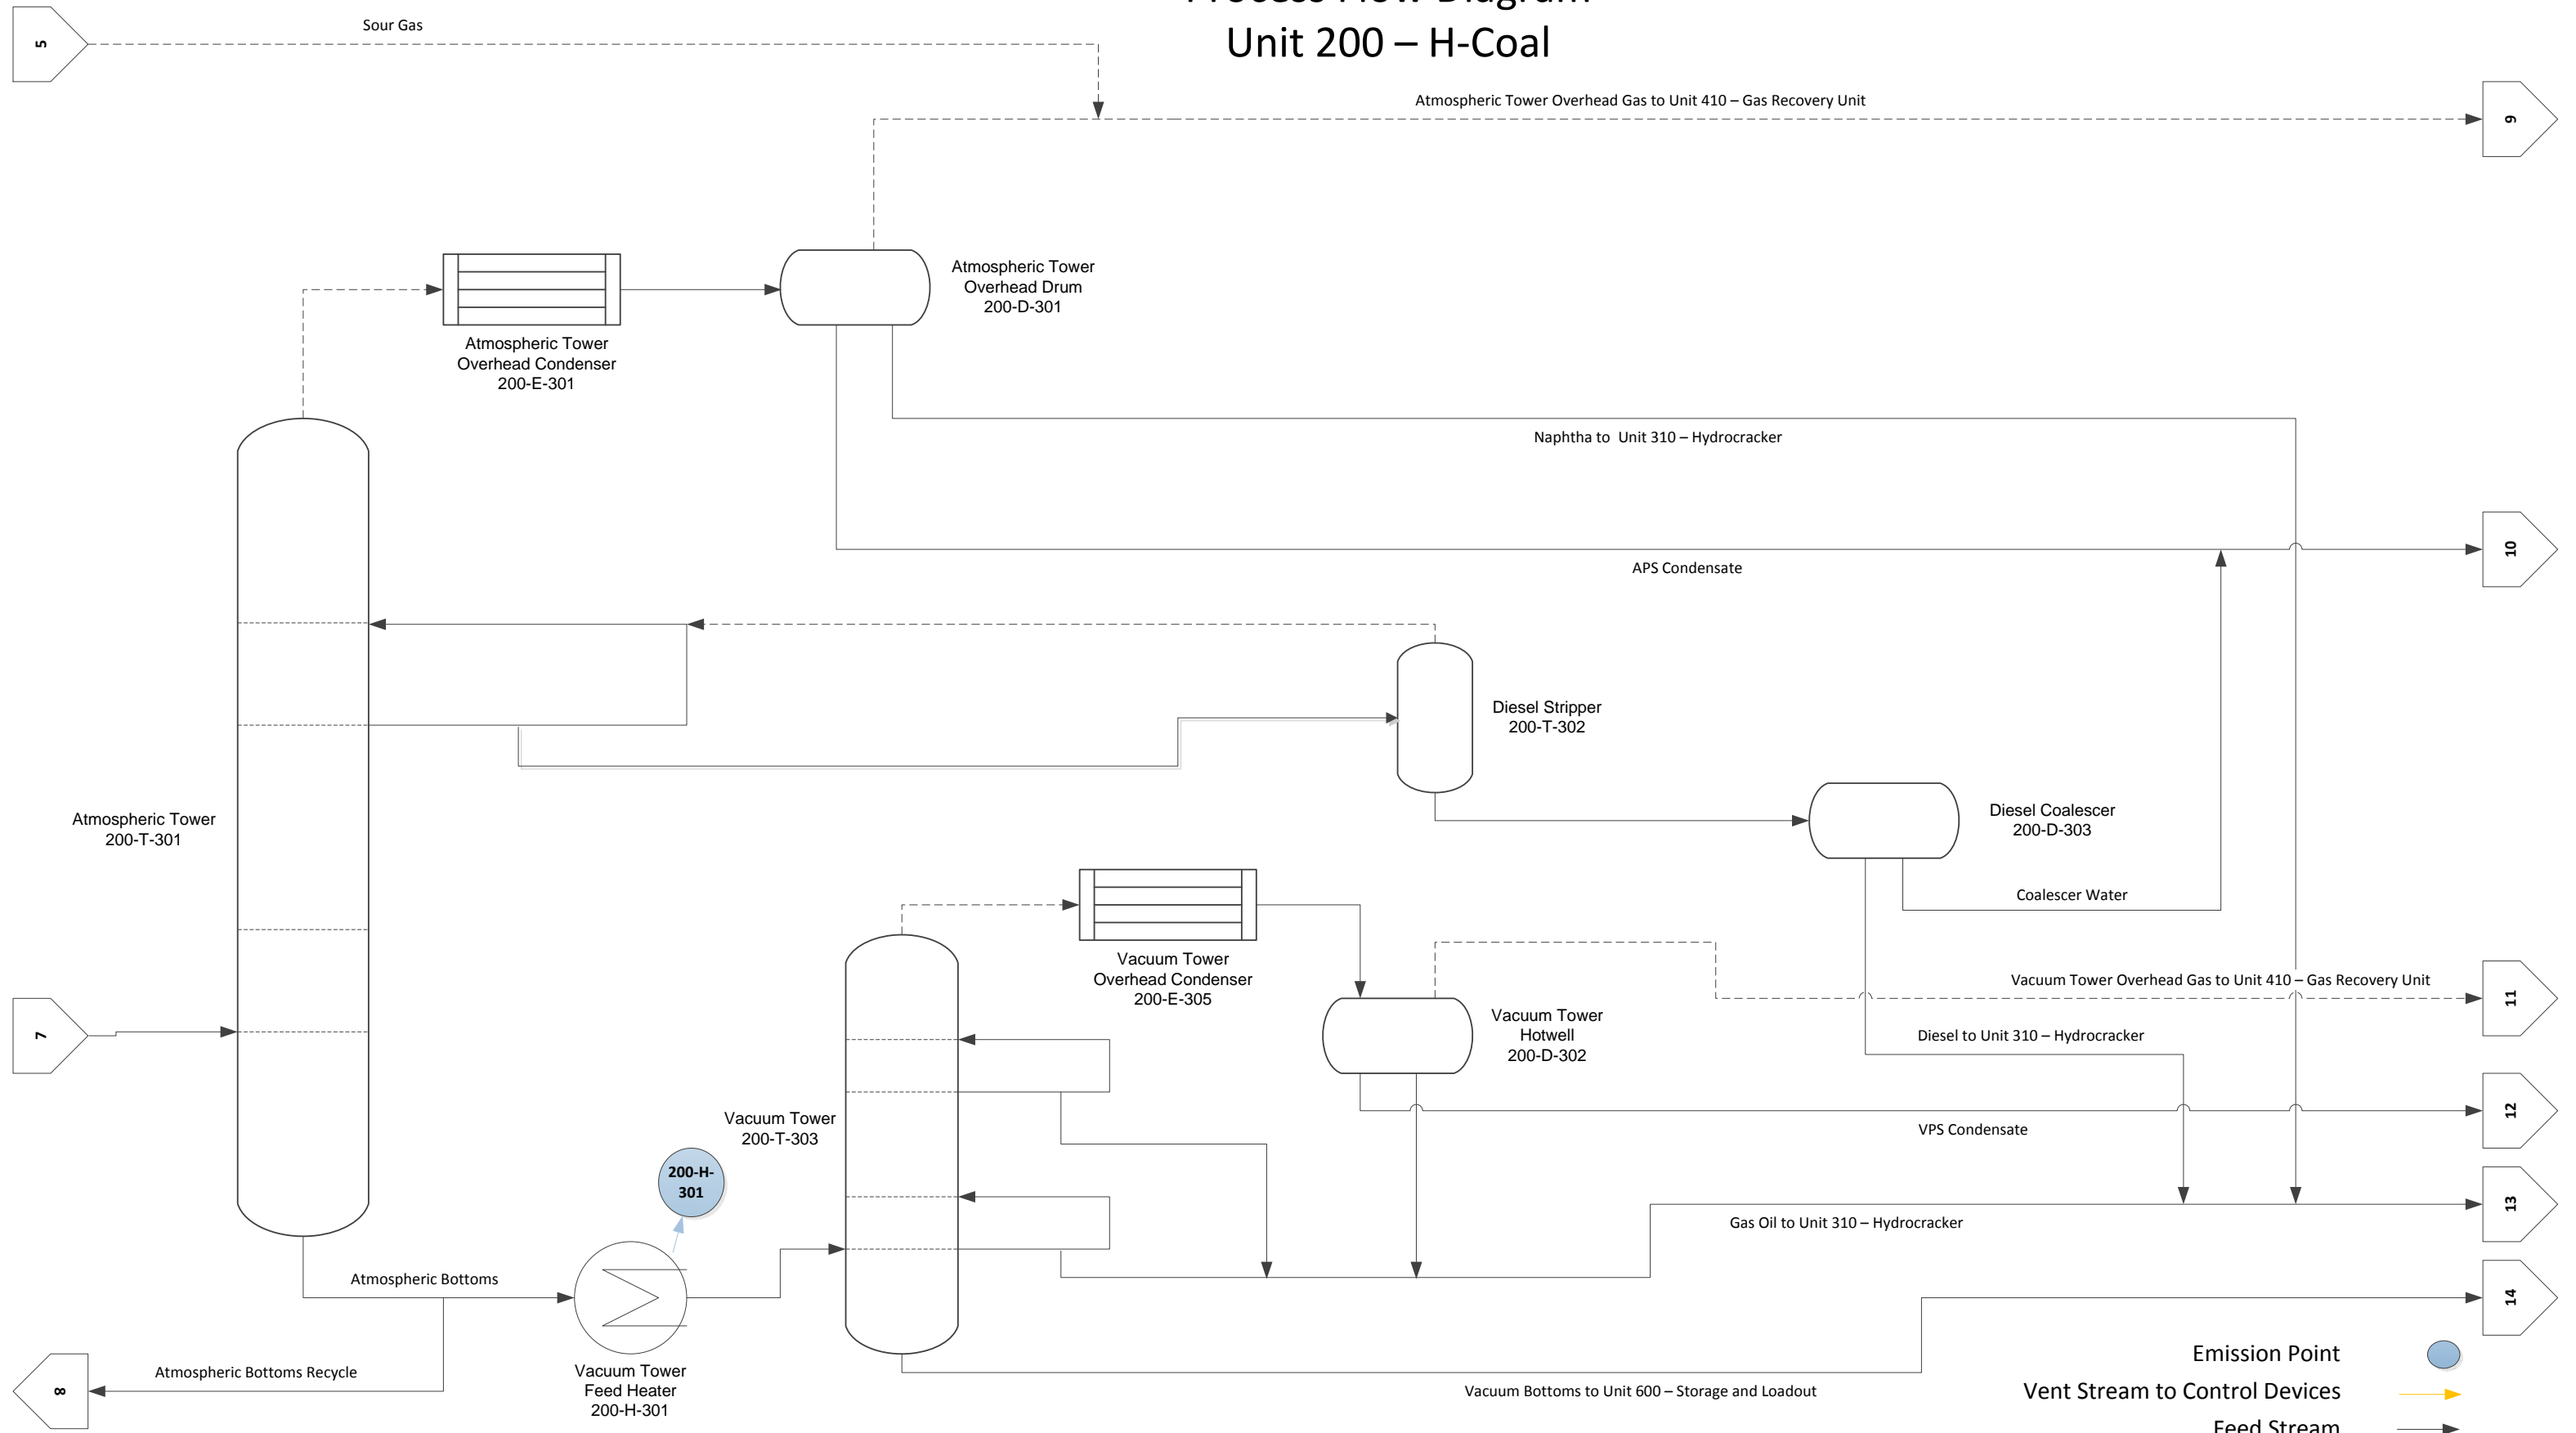 Process Flow Diagram
Unit 200 – H-Coal
5
Sour Gas
Atmospheric Tower Overhead Gas to Unit 410 – Gas Recovery Unit
9
Atmospheric Tower
Overhead Drum
200-D-301
Atmospheric Tower
Overhead Condenser
200-E-301
Naphtha to Unit 310 – Hydrocracker
10
APS Condensate
Diesel Stripper
200-T-302
Atmospheric Tower
200-T-301
Diesel Coalescer
200-D-303
Coalescer Water
Vacuum Tower
Overhead Condenser
200-E-305
Vacuum Tower Overhead Gas to Unit 410 – Gas Recovery Unit
11
7
Vacuum Tower
Hotwell
200-D-302
Diesel to Unit 310 – Hydrocracker
12
Vacuum Tower
200-T-303
VPS Condensate
200-H-
301
13
Gas Oil to Unit 310 – Hydrocracker
Atmospheric Bottoms
14
Atmospheric Bottoms Recycle
8
Vacuum Tower
Feed Heater
200-H-301
Vacuum Bottoms to Unit 600 – Storage and Loadout
Emission Point
Vent Stream to Control Devices
Feed Stream